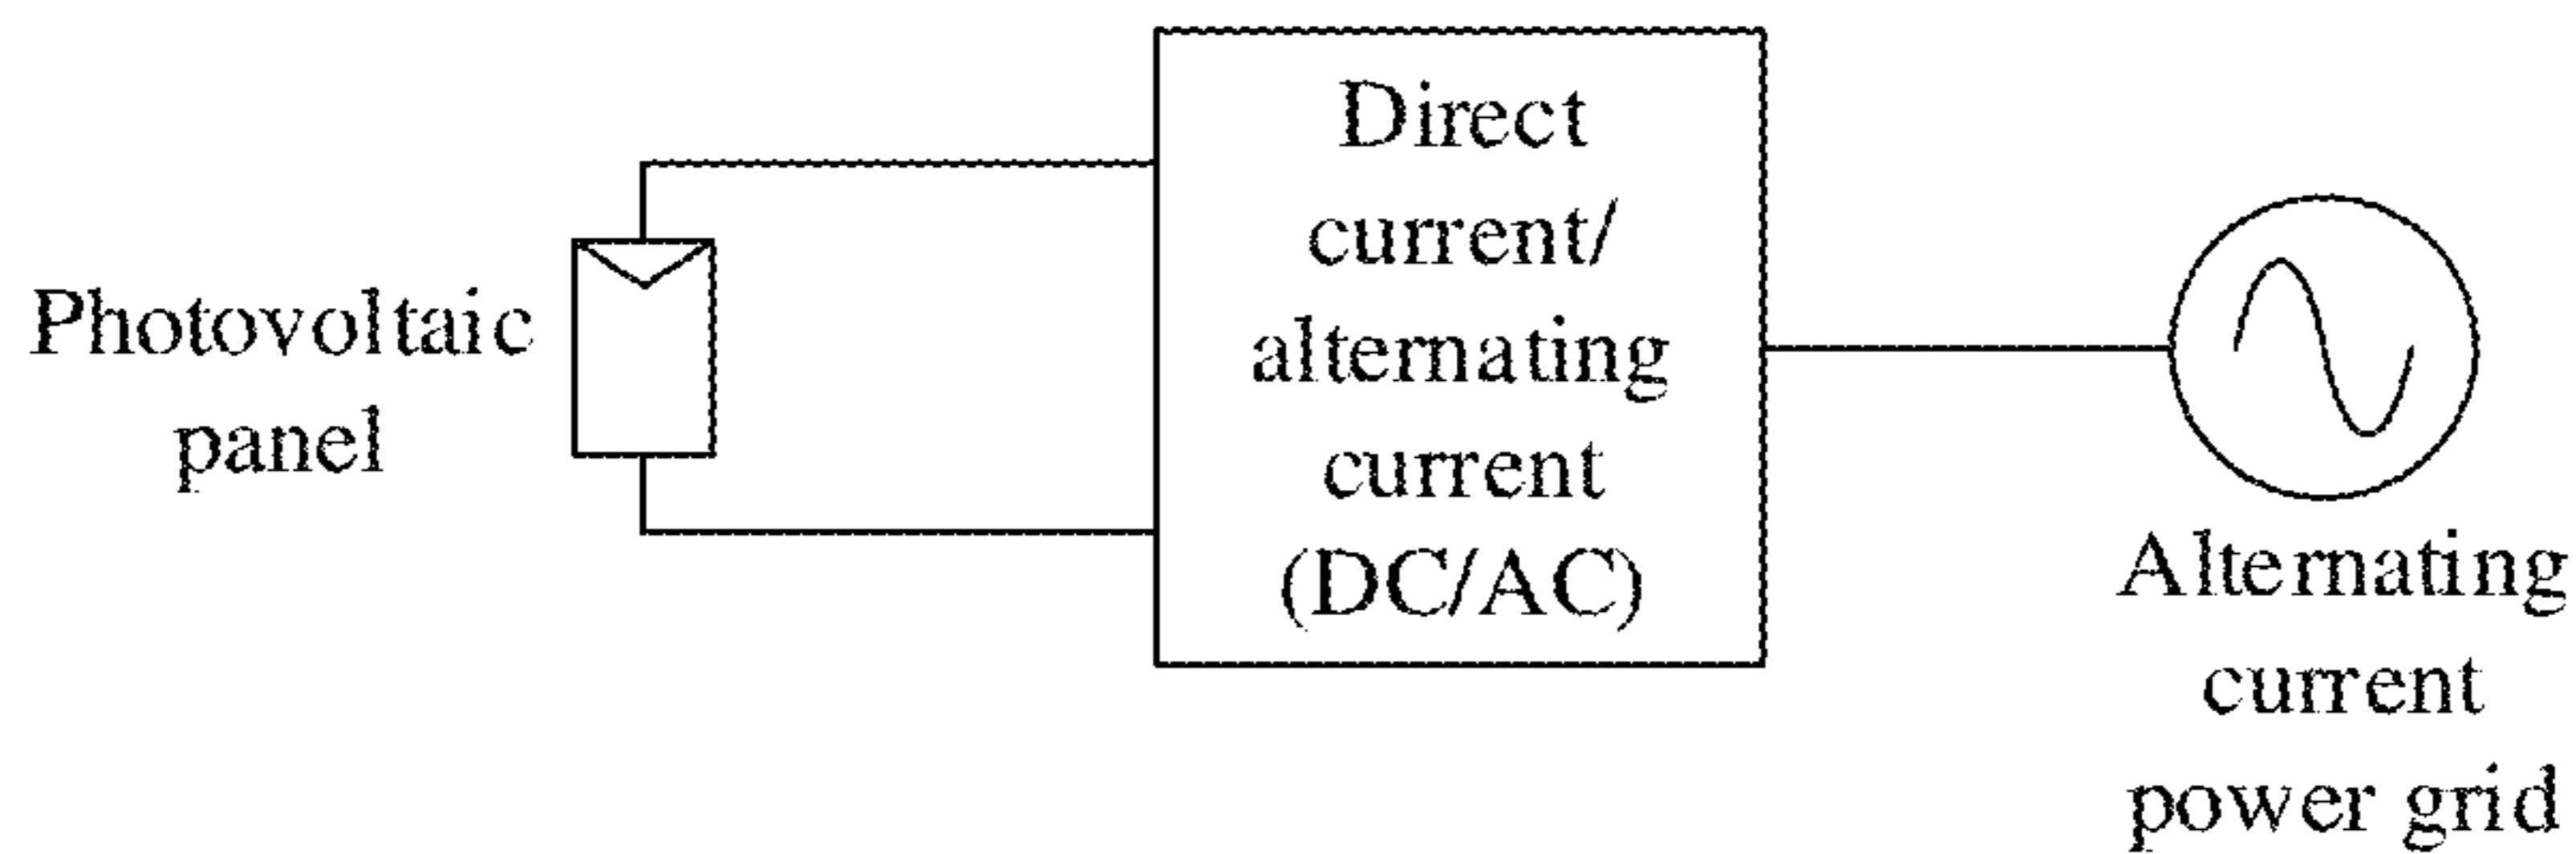 Photovoltaic
panel
Direct
current/
alternating
current
(DC/AC)
Alternating
current
power grid